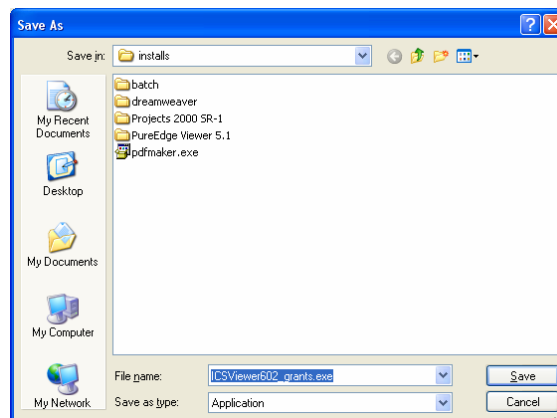 Save As
Save in: installs
batch
dreamweaver
Projects 2000 SR-1
PureEdge Viewer 5.1
pdfmaker.exe
My Recent
Documents
Desktop
My Documents
My Computer
My Network
File name: ICSViewer602_grants.exe Save
Save as type: Application Cancel